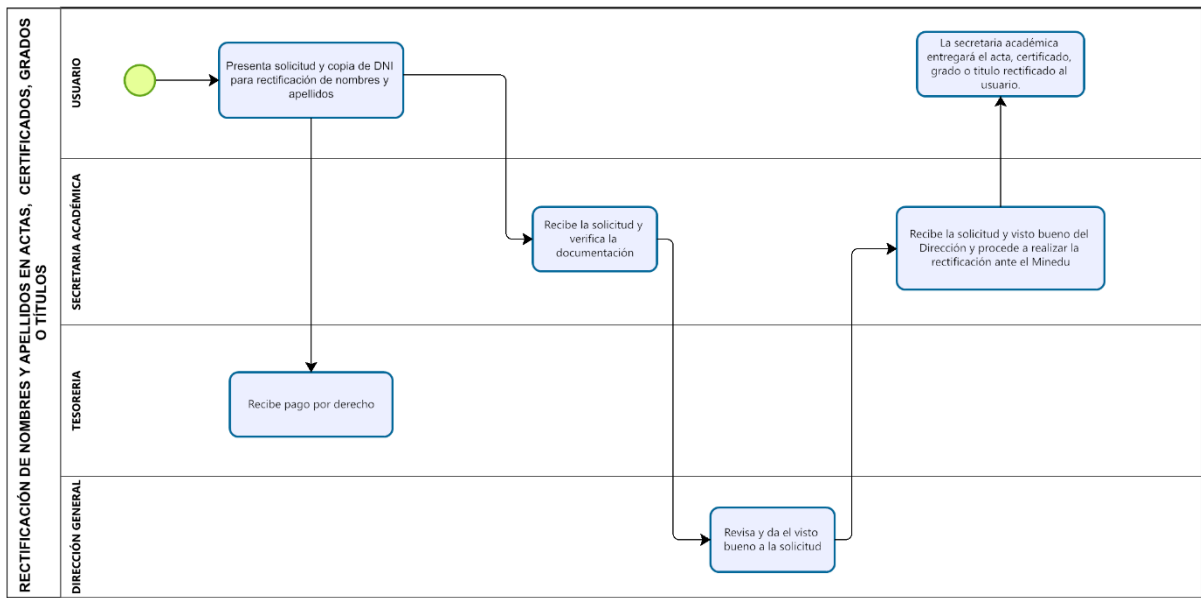 RECTIFICACIÓN DE NOMBRES Y APELLIDOS EN ACTAS, CERTIFICADOS, GRADOS
O TÍTULOS
USUARIO
Presenta solicitud y copia de DNI
para rectificación de nombres y
apellidos
La secretaria académica
entregará el acta, certificado,
grado o titulo rectificado al
usuario.
SECRETARIA ACADÉMICA
Recibe la solicitud y
verifica la
documentación
Recibe la solicitud y visto bueno del
Dirección y procede a realizar la
rectificación ante el Minedu
TESORERIA
Recibe pago por derecho
DIRECCIÓN GENERAL
Revisa y da el visto
bueno a la solicitud